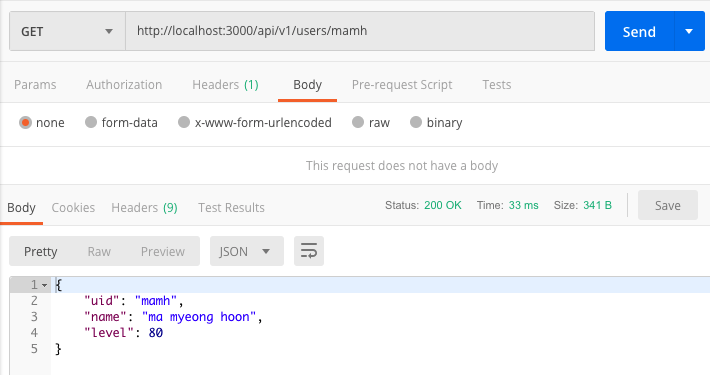 GET http://localhost:3000/api/v1/users/mamh Send
Params Authorization Headers (1) Body Pre-request Script Tests
none form-data x-www-form-urlencoded raw binary
This request does not have a body
Body Cookies Headers (9) Test Results Status: 200 OK Time: 33 ms Size: 341 B Save
Pretty Raw Preview JSON
1 {
2 "uid": "mamh",
3 "name": "ma myeong hoon",
4 "level": 80
5 }